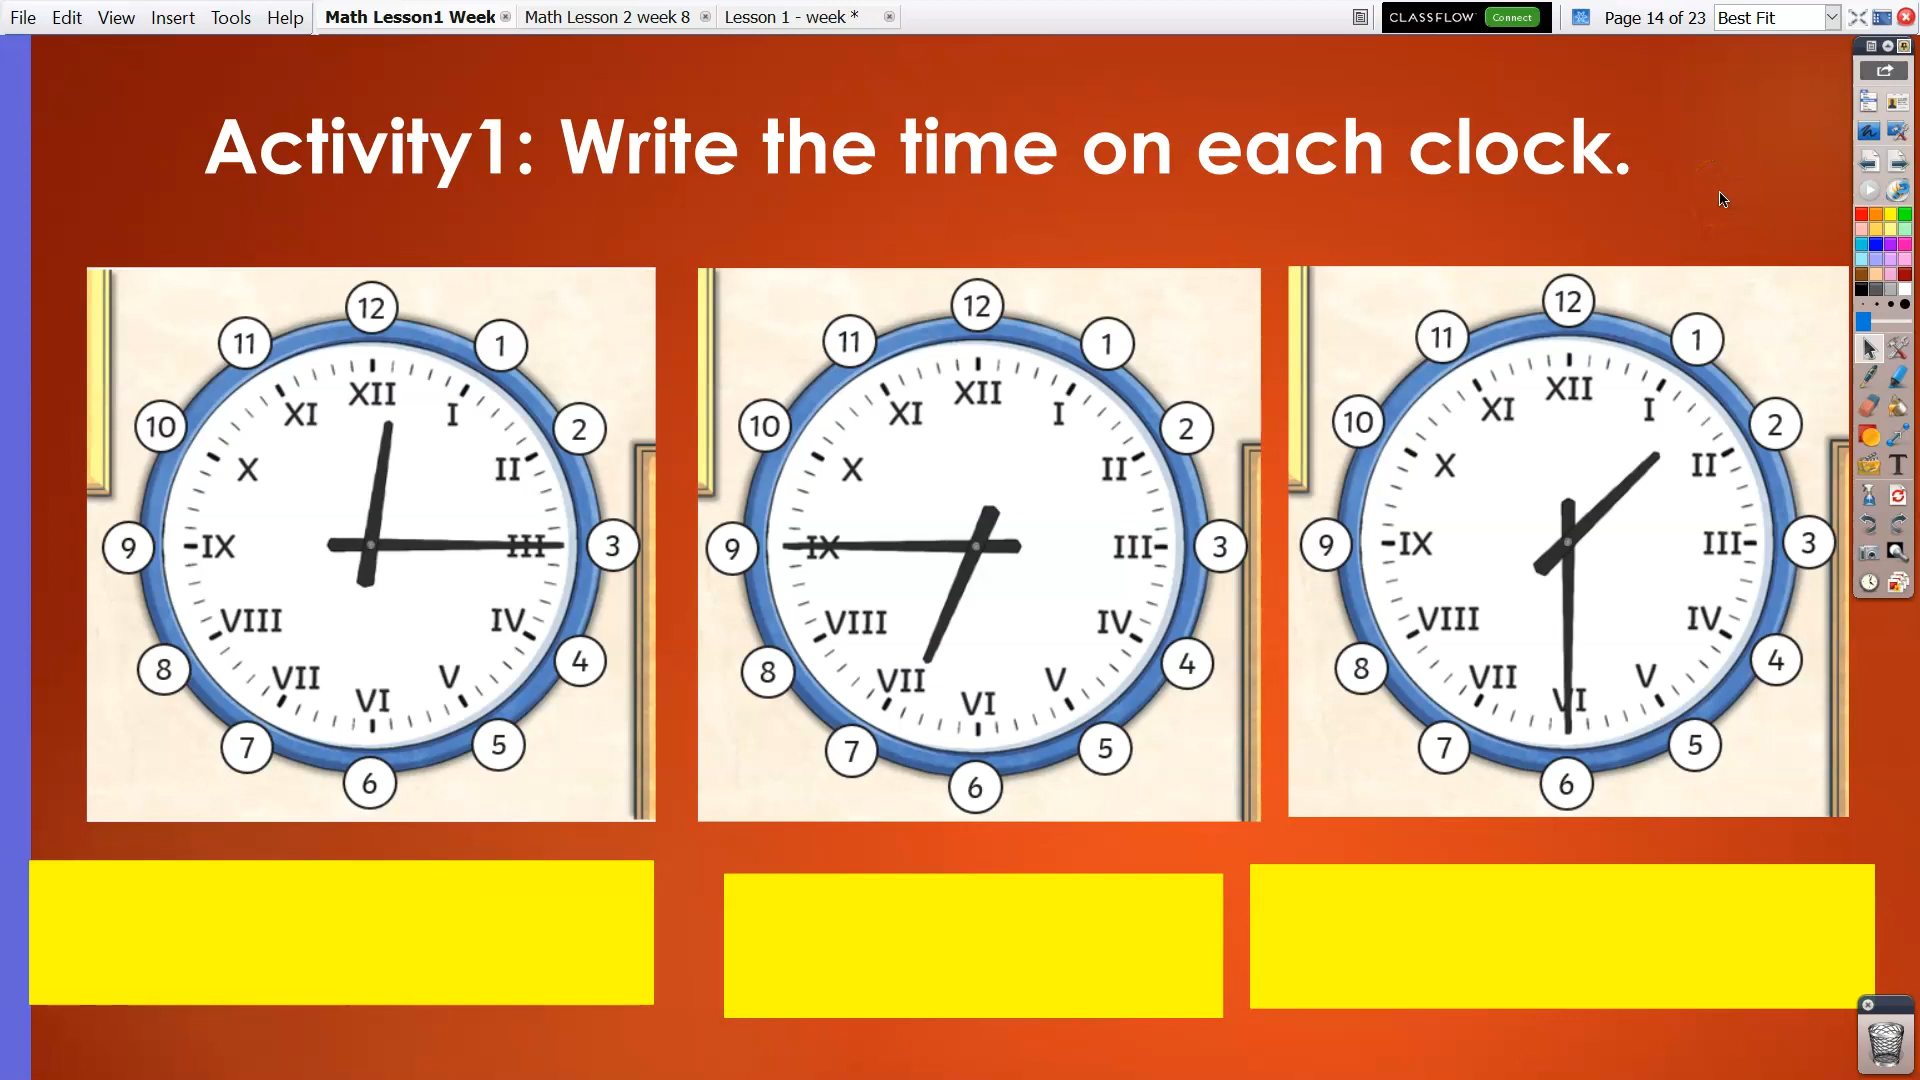 File Edit View Insert Tools Help Math Lesson1 Week Math Lesson 2 week 8 Lesson 1 - week * CLASSFLOW Connect Page 14 of 23 Best Fit
Activity1: Write the time on each clock.
12 1 2 3 4 5 6 7 8 9 10 11
XII I II III IV V VI VII VIII IX X XI
12 1 2 3 4 5 6 7 8 9 10 11
XII I II III IV V VI VII VIII IX X XI
12 1 2 3 4 5 6 7 8 9 10 11
XII I II III IV V VI VII VIII IX X XI
T